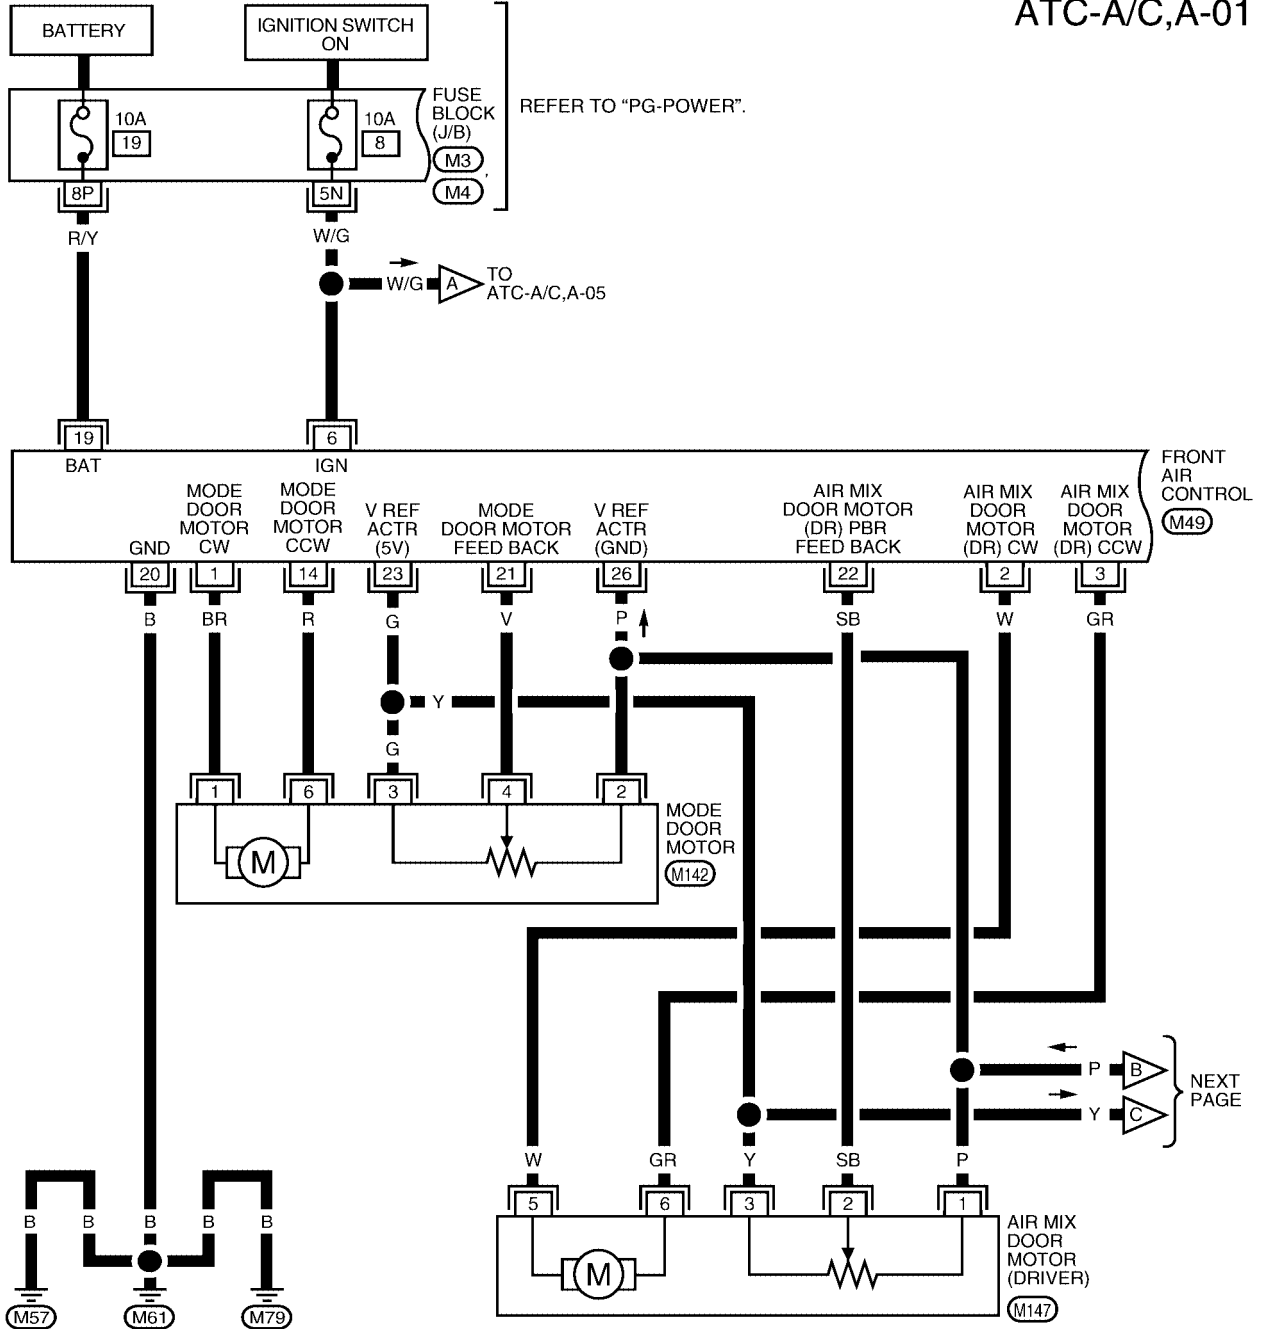 ATC-A/C,A-01
BATTERY
IGNITION SWITCH
ON
10A
19
10A
8
FUSE
BLOCK
(J/B)
M3
,
M4
REFER TO “PG-POWER”.
8P
5N
R/Y
W/G
W/G
A
TO
ATC-A/C,A-05
19
6
BAT
IGN
FRONT
AIR
CONTROL
M49
GND
MODE
DOOR
MOTOR
CW
MODE
DOOR
MOTOR
CCW
V REF
ACTR
(5V)
MODE
DOOR MOTOR
FEED BACK
V REF
ACTR
(GND)
AIR MIX
DOOR MOTOR
(DR) PBR
FEED BACK
AIR MIX
DOOR
MOTOR
(DR) CW
AIR MIX
DOOR
MOTOR
(DR) CCW
20
1
14
23
21
26
22
2
3
B
BR
R
G
V
P
SB
W
GR
Y
G
1
6
3
4
2
M
MODE
DOOR
MOTOR
M142
P
B
Y
C
NEXT
PAGE
W
GR
Y
SB
P
5
6
3
2
1
M
AIR MIX
DOOR
MOTOR
(DRIVER)
M147
B
B
B
B
B
M57
M61
M79